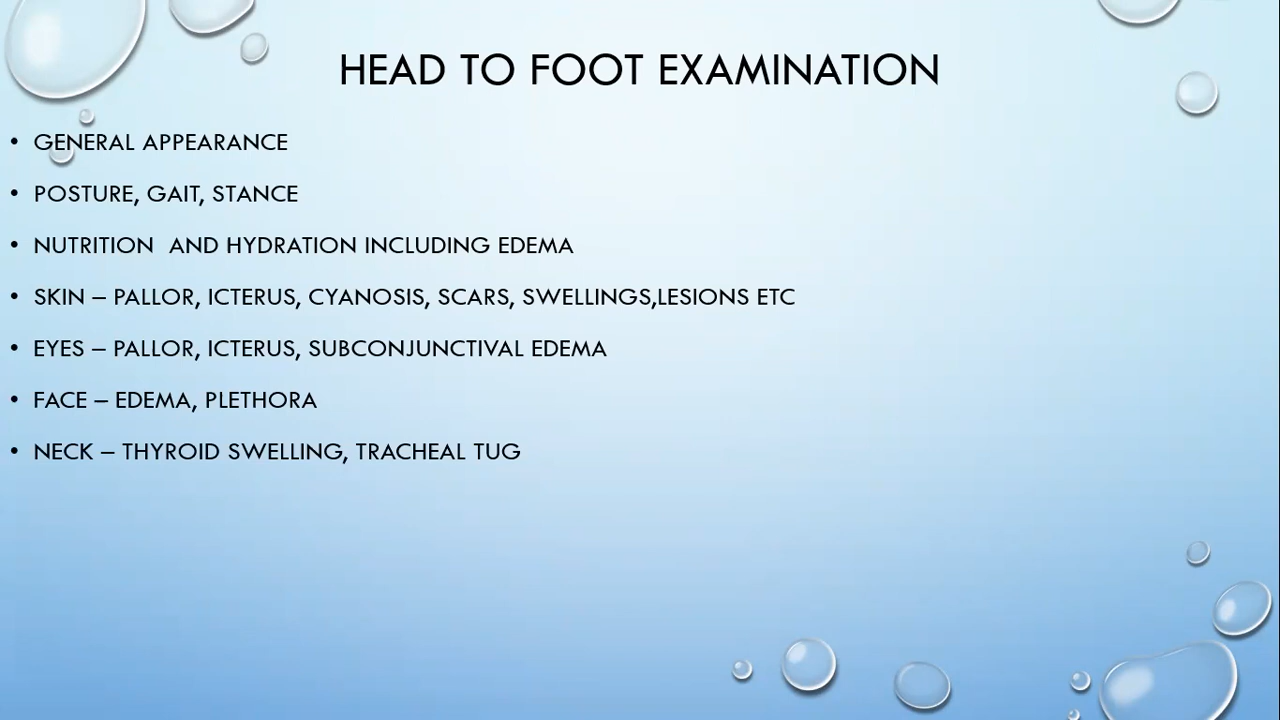 HEAD TO FOOT EXAMINATION
• GENERAL APPEARANCE
• POSTURE, GAIT, STANCE
• NUTRITION  AND HYDRATION INCLUDING EDEMA
• SKIN – PALLOR, ICTERUS, CYANOSIS, SCARS, SWELLINGS,LESIONS ETC
• EYES – PALLOR, ICTERUS, SUBCONJUNCTIVAL EDEMA
• FACE – EDEMA, PLETHORA
• NECK – THYROID SWELLING, TRACHEAL TUG